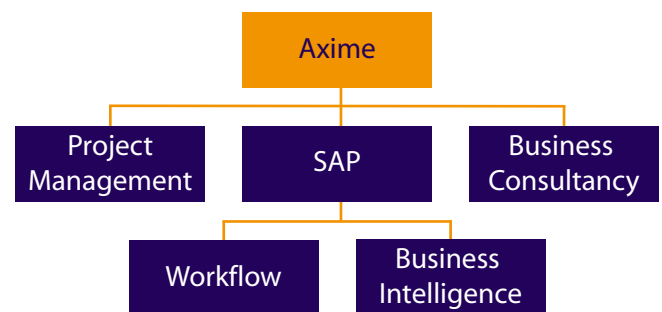 Axime
Project
Management
SAP
Business
Consultancy
Workflow
Business
Intelligence